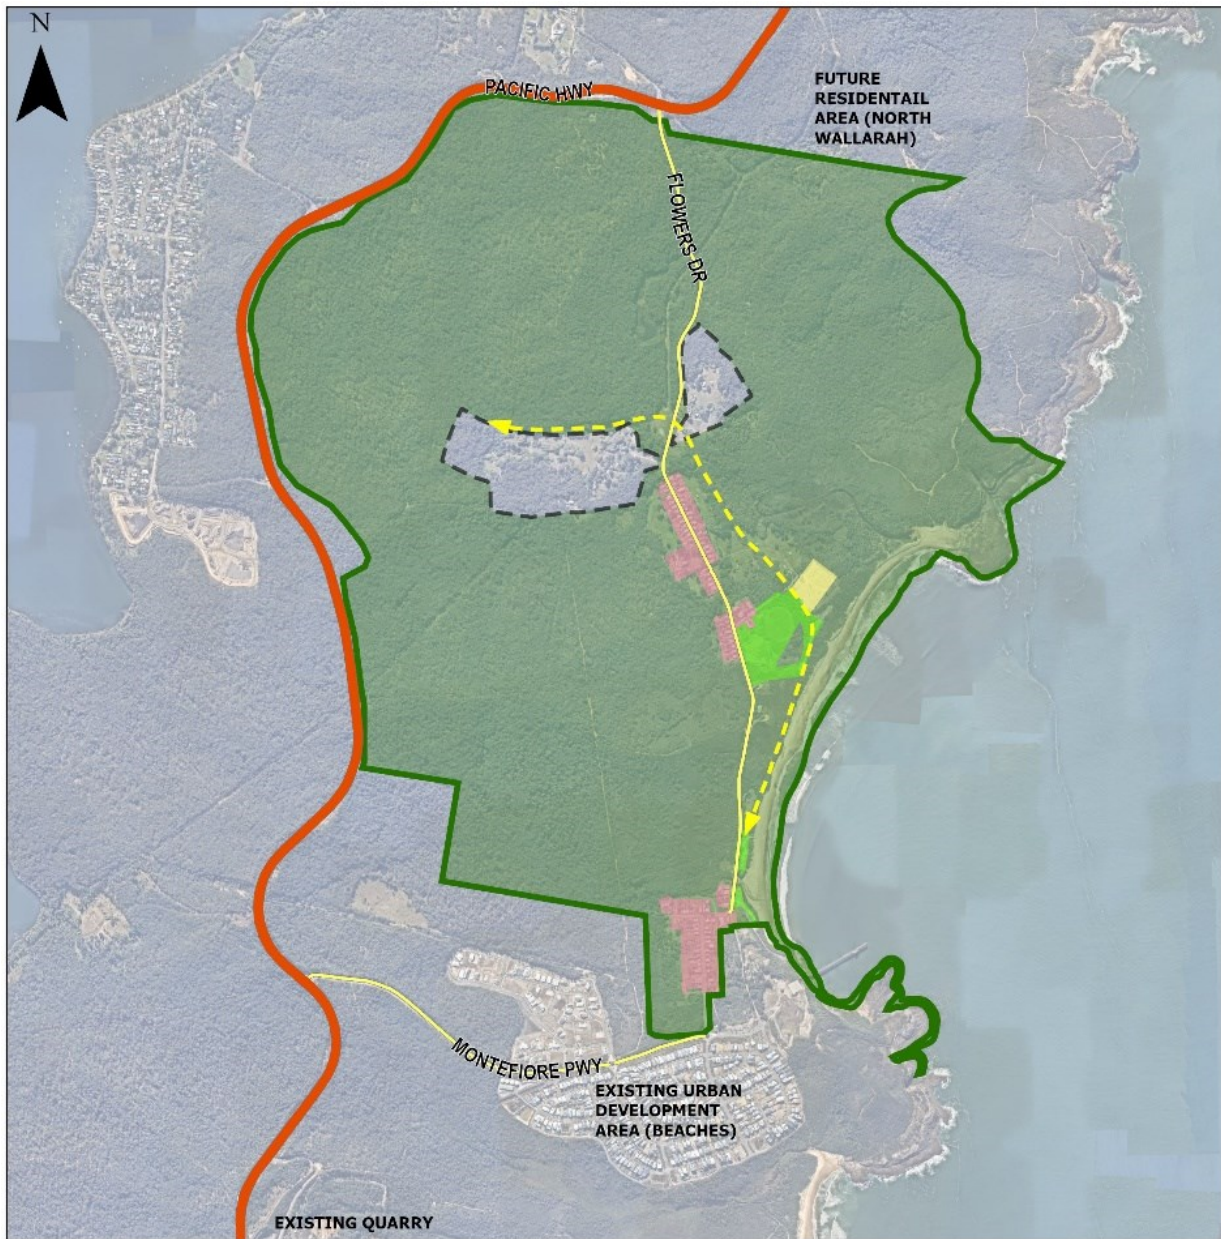 N
PACIFIC HWY
FUTURE
RESIDENTAIL
AREA (NORTH
WALLARAH)
FLOWERS DR
MONTEFIORE PWY
EXISTING URBAN
DEVELOPMENT
AREA (BEACHES)
EXISTING QUARRY